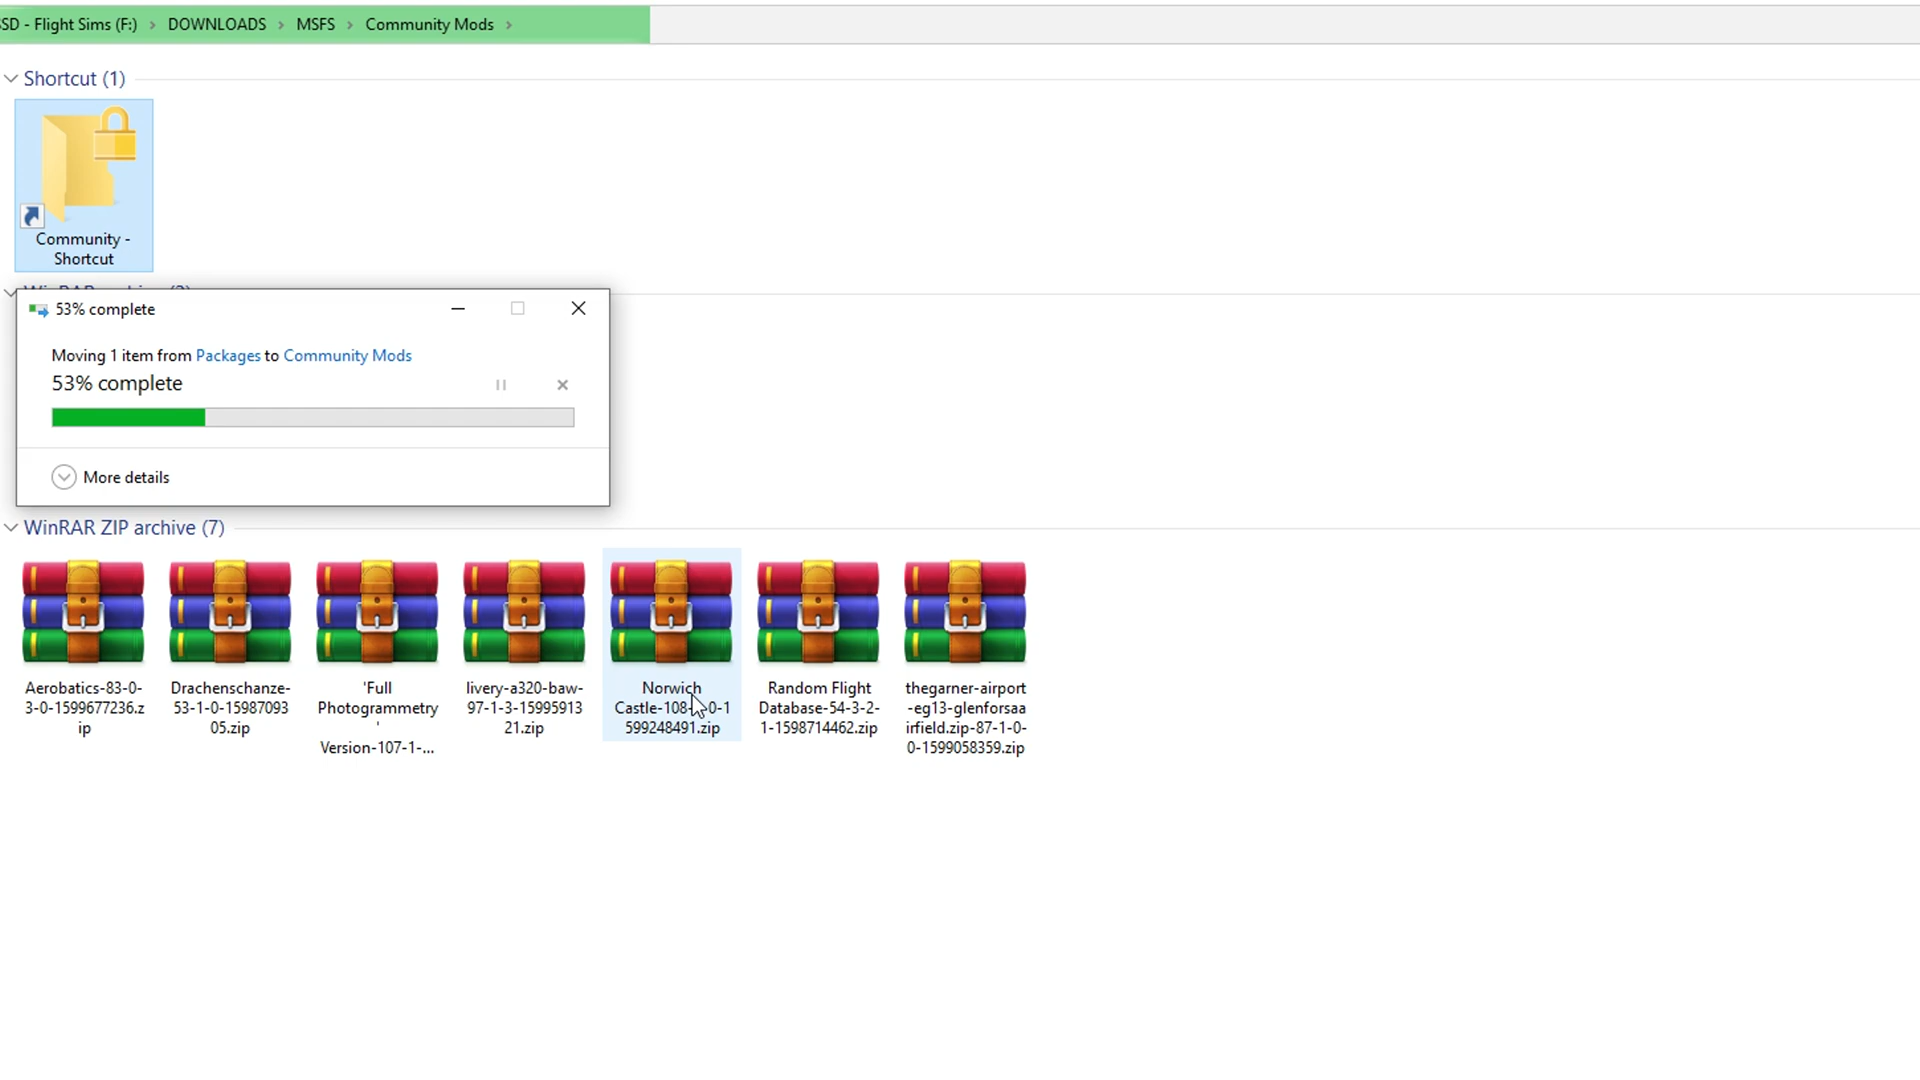 SD - Flight Sims (F:) > DOWNLOADS > MSFS > Community Mods >
Shortcut (1)
Community -
Shortcut
53% complete
Moving 1 item from Packages to Community Mods
53% complete
More details
WinRAR ZIP archive (7)
Aerobatics-83-0-
3-0-1599677236.z
ip
Drachenschanze-
53-1-0-15987093
05.zip
'Full
Photogrammetry
'
Version-107-1-...
livery-a320-baw-
97-1-3-15995913
21.zip
Norwich
Castle-108- -0-1
599248491.zip
Random Flight
Database-54-3-2-
1-1598714462.zip
thegarner-airport
-eg13-glenforsaa
irfield.zip-87-1-0-
0-1599058359.zip